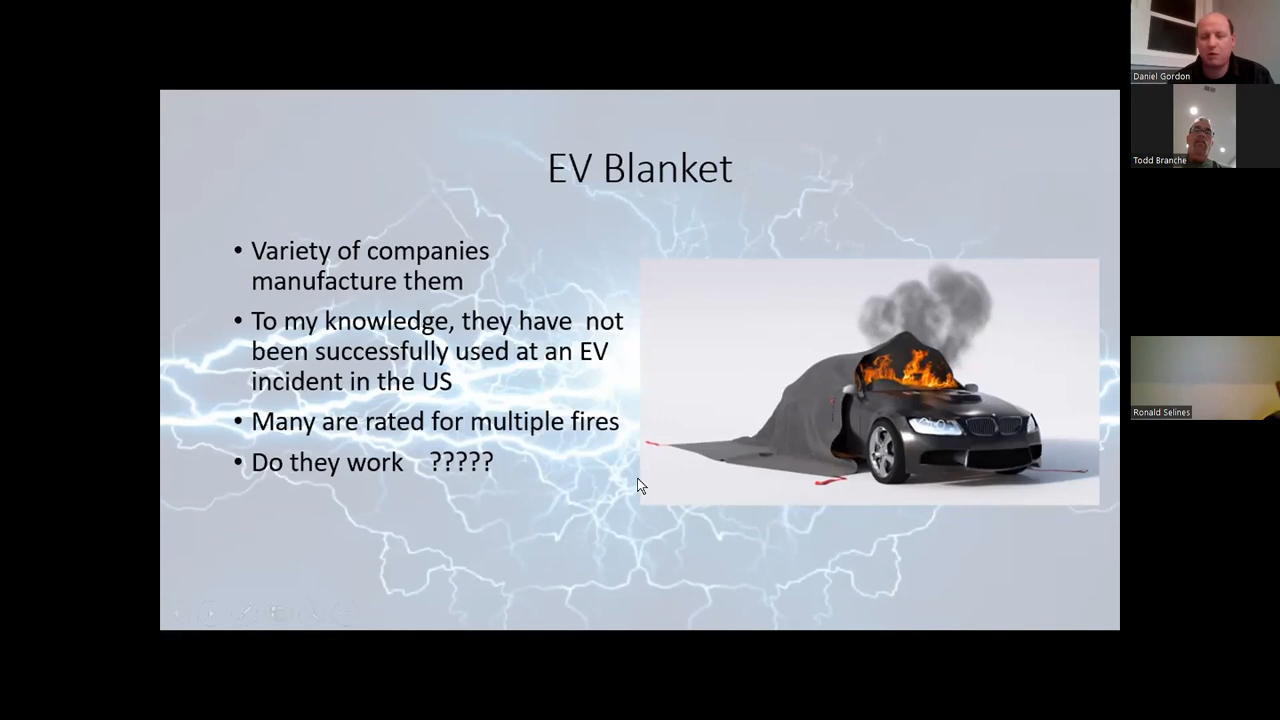 EV Blanket
• Variety of companies
manufacture them
• To my knowledge, they have  not
been successfully used at an EV
incident in the US
• Many are rated for multiple fires
• Do they work    ?????
Daniel Gordon
Todd Branche
Ronald Selines